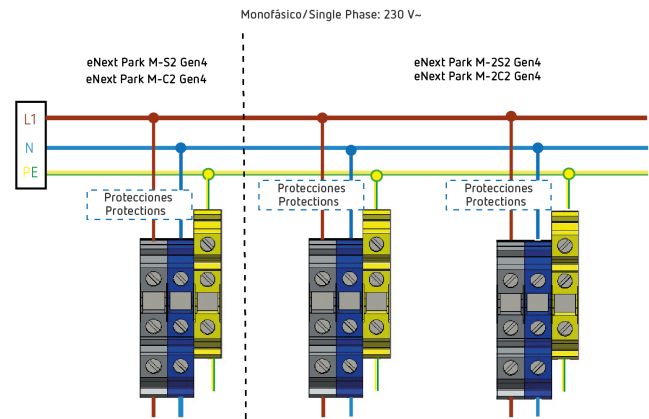 Monofásico/Single Phase: 230 V~
eNext Park M-S2 Gen4
eNext Park M-C2 Gen4
eNext Park M-2S2 Gen4
eNext Park M-2C2 Gen4
L1
N
PE
Protecciones
Protections
Protecciones
Protections
Protecciones
Protections